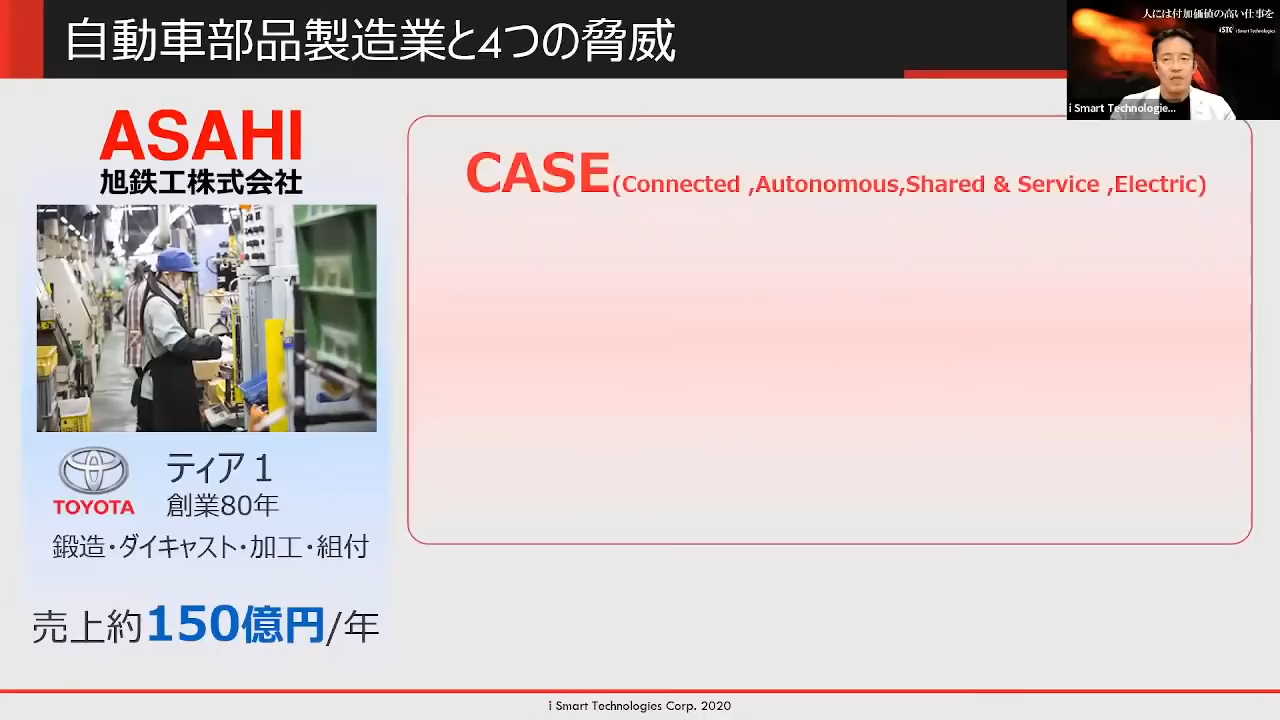 自動車部品製造業と4つの脅威
人には付加価値の高い仕事を
iSTC i Smart Technologies
i Smart Technologie...
ASAHI
旭鉄工株式会社
CASE(Connected ,Autonomous,Shared & Service ,Electric)
TOYOTA
ティア1
創業80年
鍛造・ダイキャスト・加工・組付
売上約150億円/年
i Smart Technologies Corp. 2020